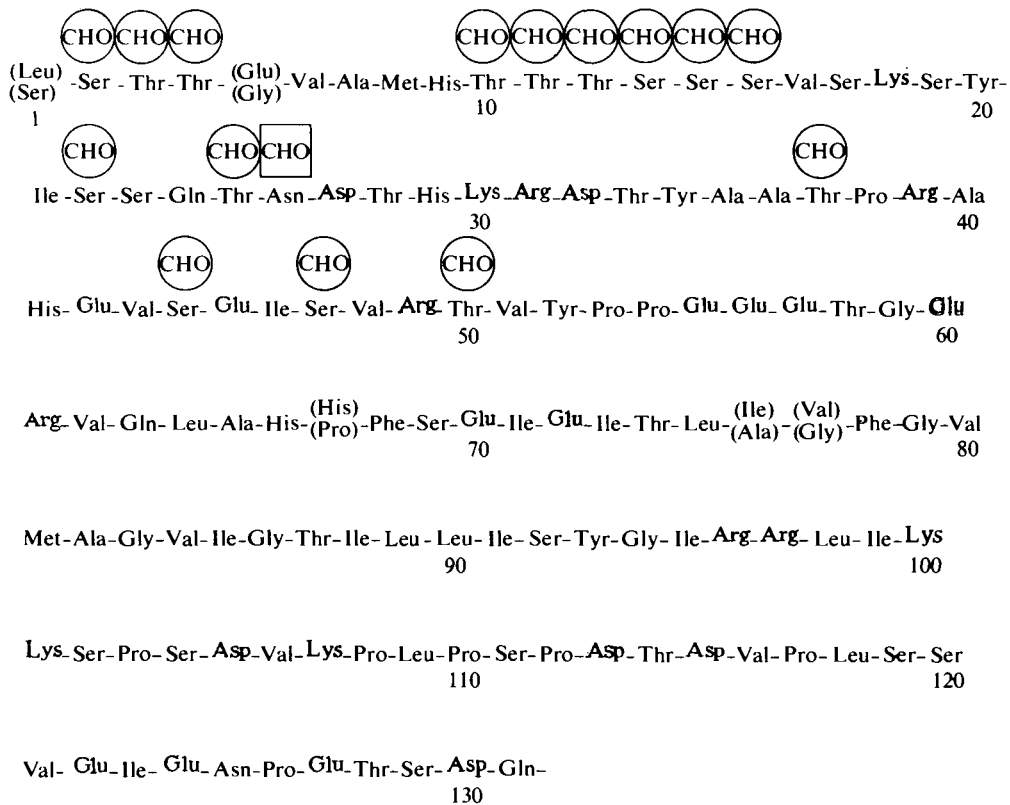 CHO CHO CHO CHO CHO CHO CHO CHO CHO
(Leu) (Glu)
-Ser-Thr-Thr- -Val-Ala-Met-His-Thr-Thr-Thr-Ser-Ser-Ser-Val-Ser-Lys-Ser-Tyr-
(Ser) (Gly)
1 10 20
CHO CHO CHO CHO
Ile-Ser-Ser-Gln-Thr-Asn-Asp-Thr-His-Lys-Arg-Asp-Thr-Tyr-Ala-Ala-Thr-Pro-Arg-Ala
30 40
CHO CHO CHO
His-Glu-Val-Ser-Glu-Ile-Ser-Val-Arg-Thr-Val-Tyr-Pro-Pro-Glu-Glu-Glu-Thr-Gly-Glu
50 60
(His) (Ile) (Val)
Arg-Val-Gln-Leu-Ala-His- -Phe-Ser-Glu-Ile-Glu-Ile-Thr-Leu- - -Phe-Gly-Val
(Pro) (Ala) (Gly)
70 80
Met-Ala-Gly-Val-Ile-Gly-Thr-Ile-Leu-Leu-Ile-Ser-Tyr-Gly-Ile-Arg-Arg-Leu-Ile-Lys
90 100
Lys-Ser-Pro-Ser-Asp-Val-Lys-Pro-Leu-Pro-Ser-Pro-Asp-Thr-Asp-Val-Pro-Leu-Ser-Ser
110 120
Val-Glu-Ile-Glu-Asn-Pro-Glu-Thr-Ser-Asp-Gln-
130